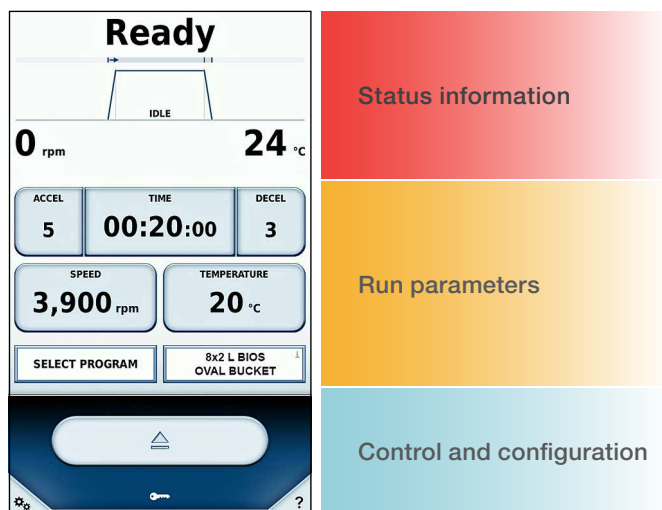 Ready
IDLE
0 rpm
24 °C
ACCEL
5
TIME
00:20:00
DECEL
3
SPEED
3,900 rpm
TEMPERATURE
20 °C
SELECT PROGRAM
8x2 L BIOS
OVAL BUCKET
i
?
Status information
Run parameters
Control and configuration